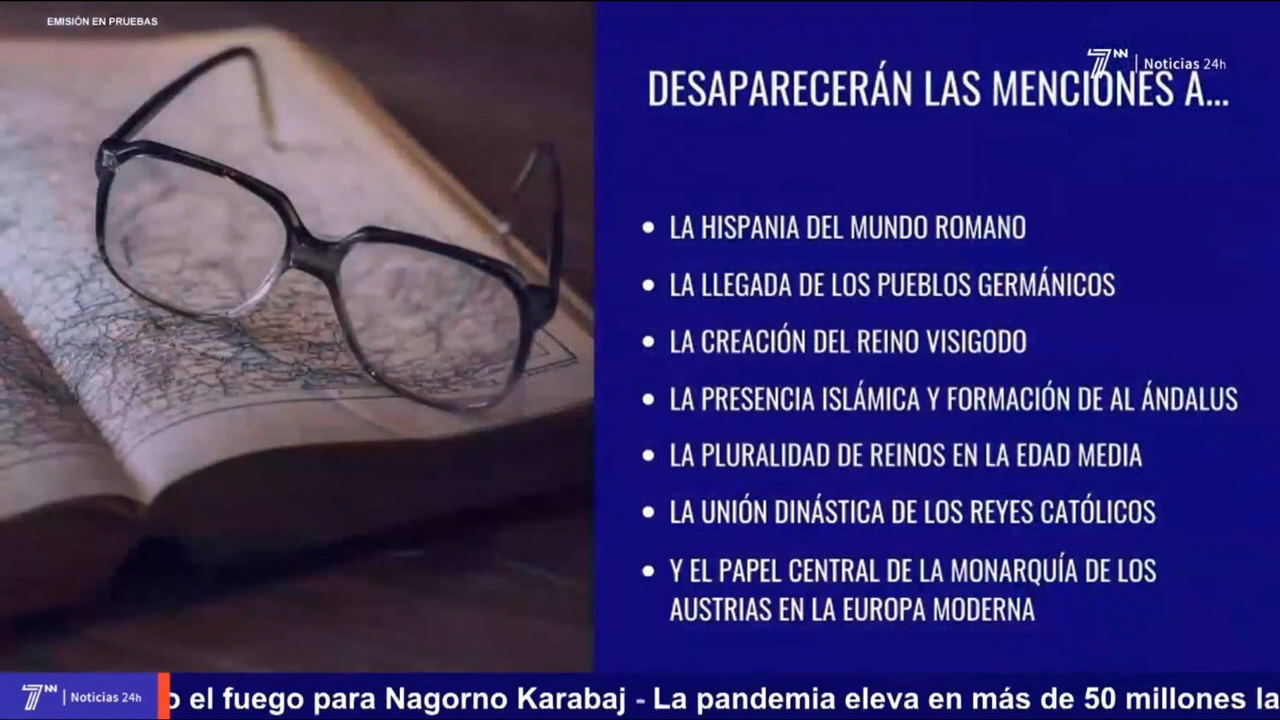 EMISIÓN EN PRUEBAS
7NN | Noticias 24h
DESAPARECERÁN LAS MENCIONES A...
• LA HISPANIA DEL MUNDO ROMANO
• LA LLEGADA DE LOS PUEBLOS GERMÁNICOS
• LA CREACIÓN DEL REINO VISIGODO
• LA PRESENCIA ISLÁMICA Y FORMACIÓN DE AL ÁNDALUS
• LA PLURALIDAD DE REINOS EN LA EDAD MEDIA
• LA UNIÓN DINÁSTICA DE LOS REYES CATÓLICOS
• Y EL PAPEL CENTRAL DE LA MONARQUÍA DE LOS
AUSTRIAS EN LA EUROPA MODERNA
7NN | Noticias 24h
o el fuego para Nagorno Karabaj - La pandemia eleva en más de 50 millones la